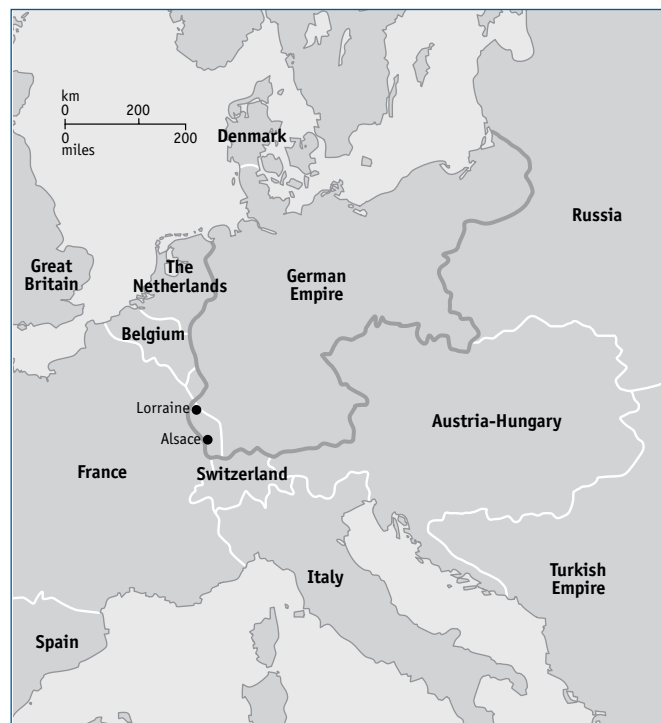 km
0 200
0 200
miles
Denmark
Russia
Great
Britain
The
Netherlands
German
Empire
Belgium
Lorraine
Alsace
Austria-Hungary
France
Switzerland
Italy
Turkish
Empire
Spain